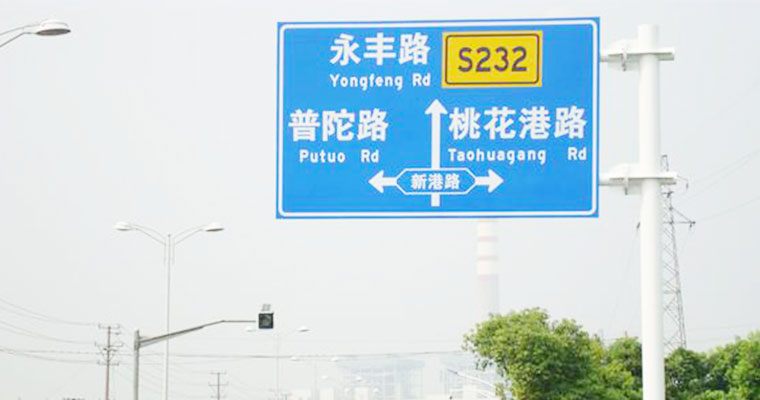 永丰路 S232
Yongfeng Rd
普陀路 桃花港路
Putuo Rd Taohuagang Rd
新港路